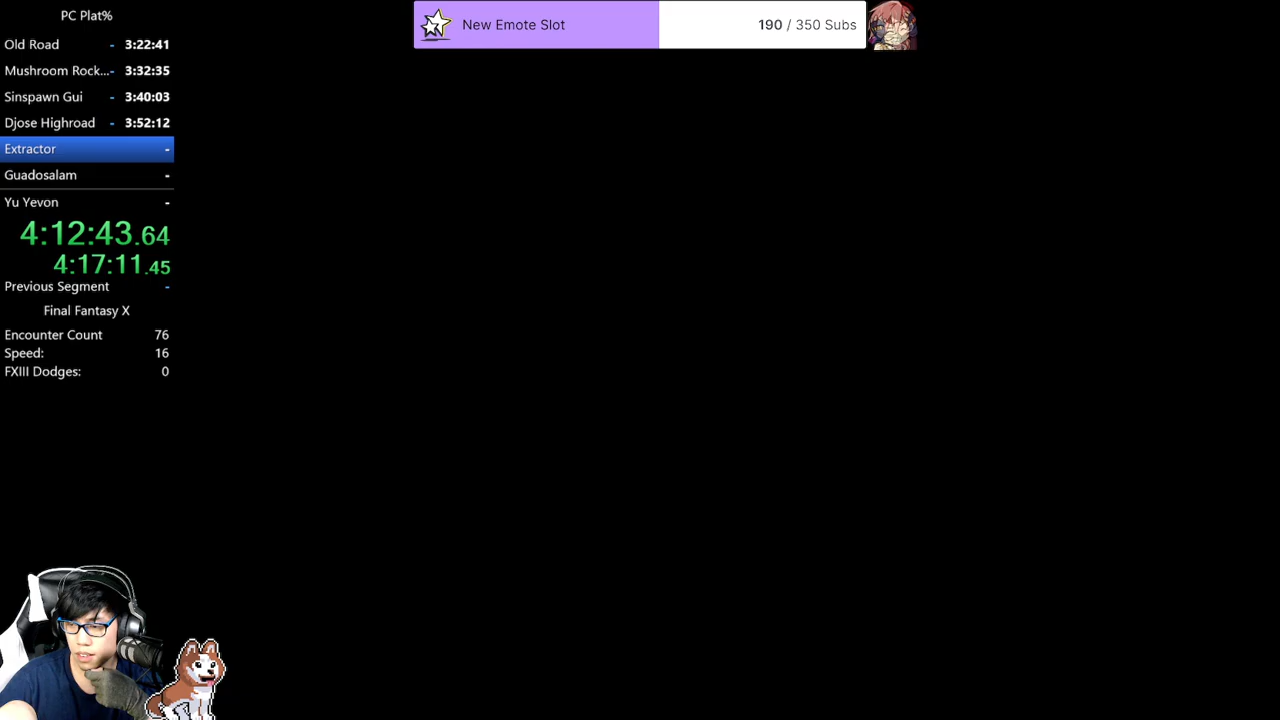 PC Plat%
New Emote Slot 190 / 350 Subs
Old Road - 3:22:41
Mushroom Rock...- 3:32:35
Sinspawn Gui - 3:40:03
Djose Highroad - 3:52:12
Extractor -
Guadosalam -
Yu Yevon -
4:12:43.64
4:17:11.45
Previous Segment -
Final Fantasy X
Encounter Count 76
Speed: 16
FXIII Dodges: 0